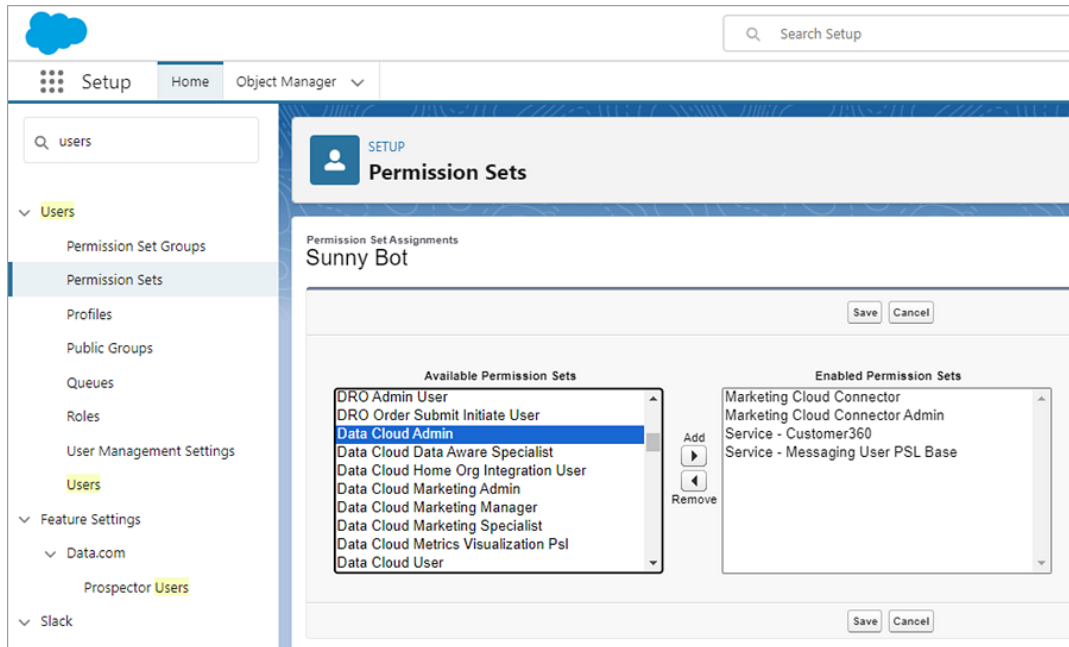 Search Setup
Setup
Home
Object Manager
users
SETUP
Permission Sets
Users
Permission Set Groups
Permission Sets
Profiles
Public Groups
Queues
Roles
User Management Settings
Users
Feature Settings
Data.com
Prospector Users
Slack
Permission Set Assignments
Sunny Bot
Save Cancel
Available Permission Sets
DRO Admin User
DRO Order Submit Initiate User
Data Cloud Admin
Data Cloud Data Aware Specialist
Data Cloud Home Org Integration User
Data Cloud Marketing Admin
Data Cloud Marketing Manager
Data Cloud Marketing Specialist
Data Cloud Metrics Visualization Psl
Data Cloud User
Add
Remove
Enabled Permission Sets
Marketing Cloud Connector
Marketing Cloud Connector Admin
Service - Customer360
Service - Messaging User PSL Base
Save Cancel